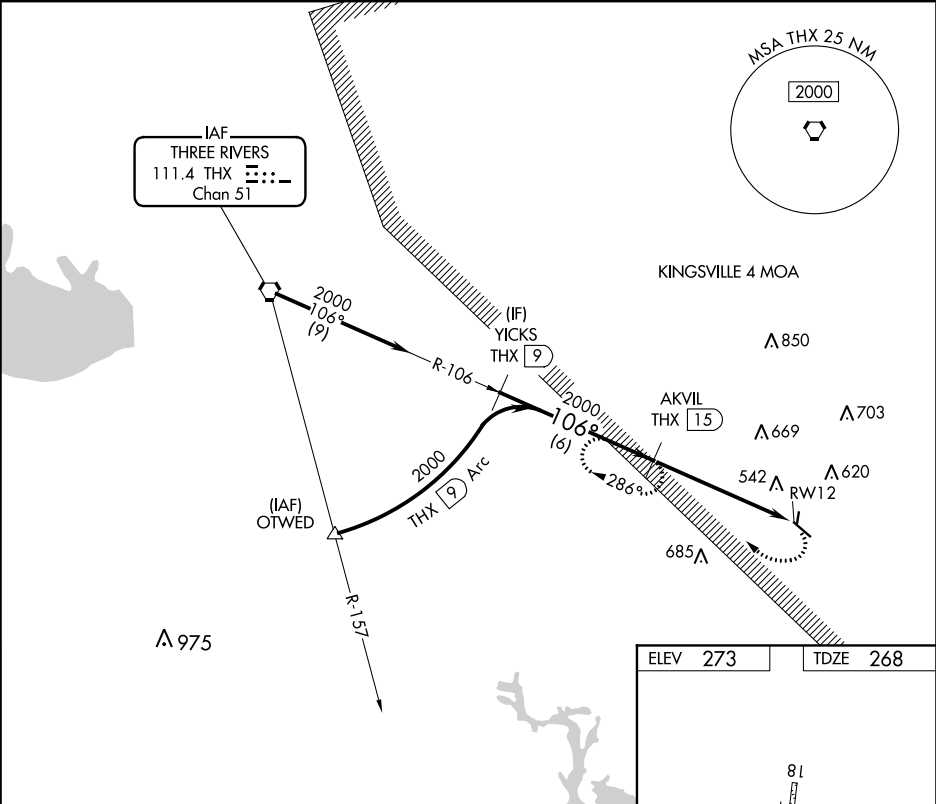 MSA THX 25 NM
2000
IAF
THREE RIVERS
111.4 THX
Chan 51
KINGSVILLE 4 MOA
2000
106°
(9)
(IF)
YICKS
THX 9
850
R-106
2000
106°
(6)
AKVIL
THX 15
703
669
2000
THX 9 Arc
286°
542
620
RW12
(IAF)
OTWED
685
R-157
975
ELEV 273
TDZE 268
18